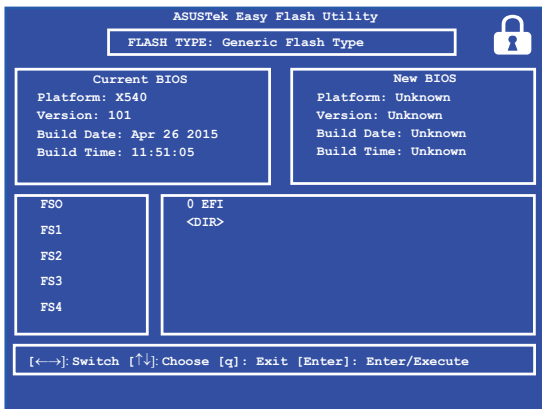 ASUSTek Easy Flash Utility
FLASH TYPE: Generic Flash Type
Current BIOS
Platform: X540
Version: 101
Build Date: Apr 26 2015
Build Time: 11:51:05
New BIOS
Platform: Unknown
Version: Unknown
Build Date: Unknown
Build Time: Unknown
FSO
FS1
FS2
FS3
FS4
0 EFI
<DIR>
[←→]: Switch [↑↓]: Choose [q]: Exit [Enter]: Enter/Execute